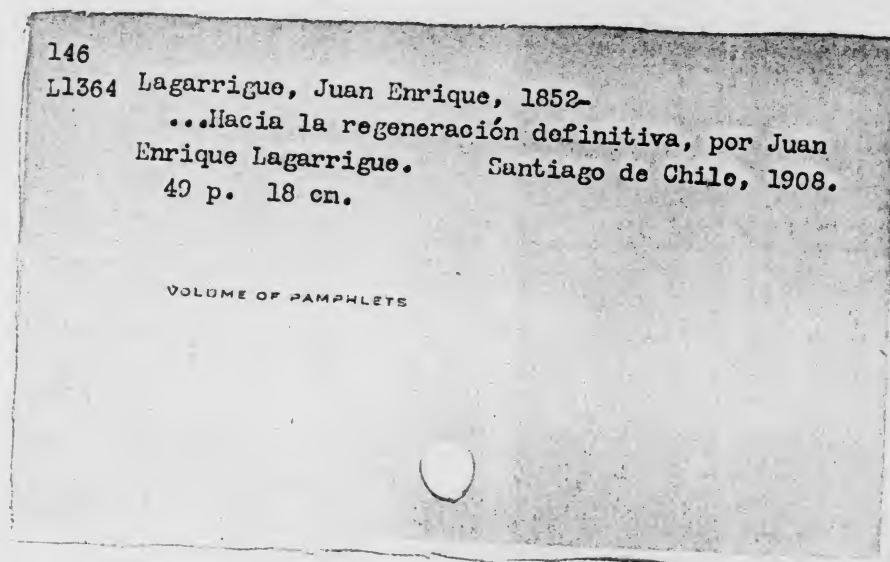 146
L1364 Lagarrigue, Juan Enrique, 1852-
...Hacia la regeneración definitiva, por Juan
Enrique Lagarrigue. Santiago de Chile, 1908.
49 p. 18 cm.
VOLUME OF PAMPHLETS